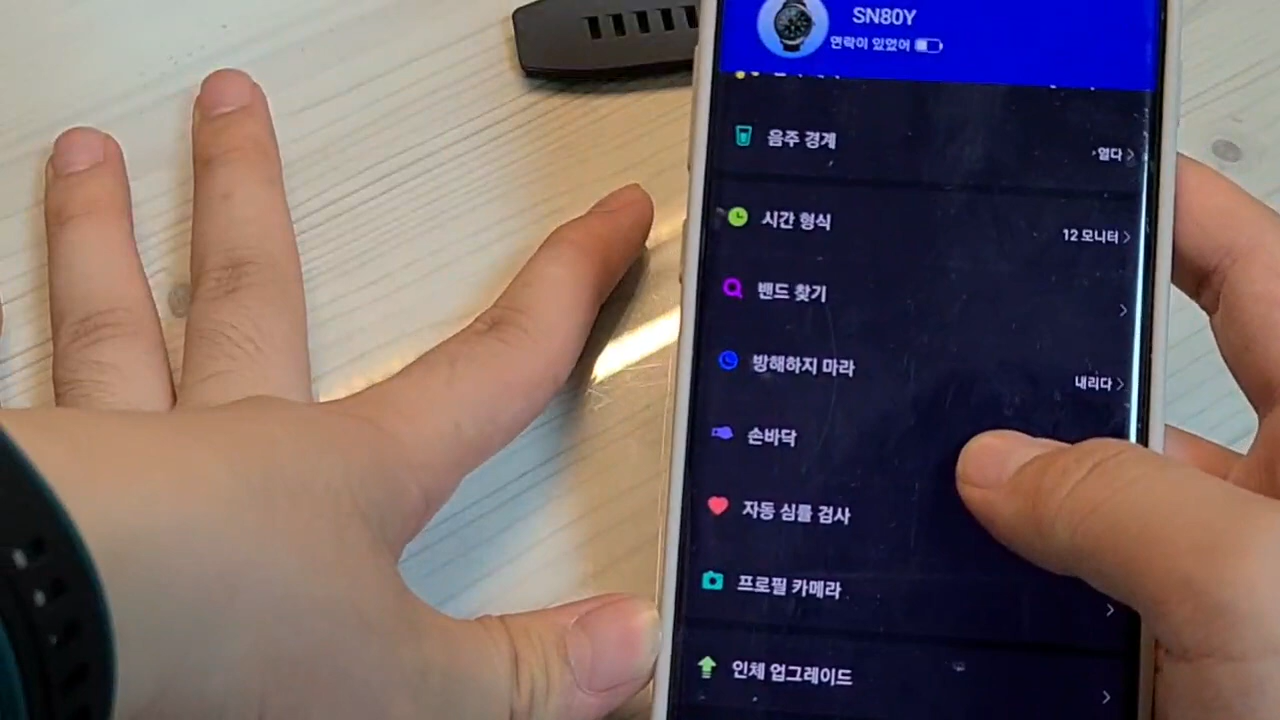 SN80Y
연락이 있었어
음주 경계
열다
시간 형식
12 모니터
밴드 찾기
방해하지 마라
내리다
손바닥
자동 심률 검사
프로필 카메라
인체 업그레이드